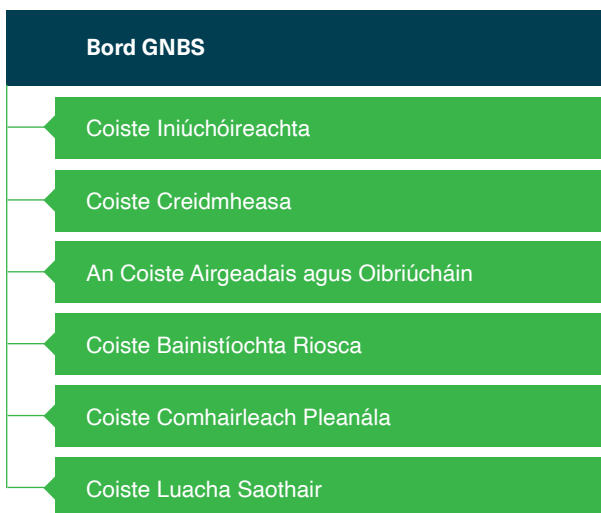 Bord GNBS
Coiste Iniúchóireachta
Coiste Creidmheasa
An Coiste Airgeadais agus Oibriúcháin
Coiste Bainistíochta Riosca
Coiste Comhairleach Pleanála
Coiste Luacha Saothair